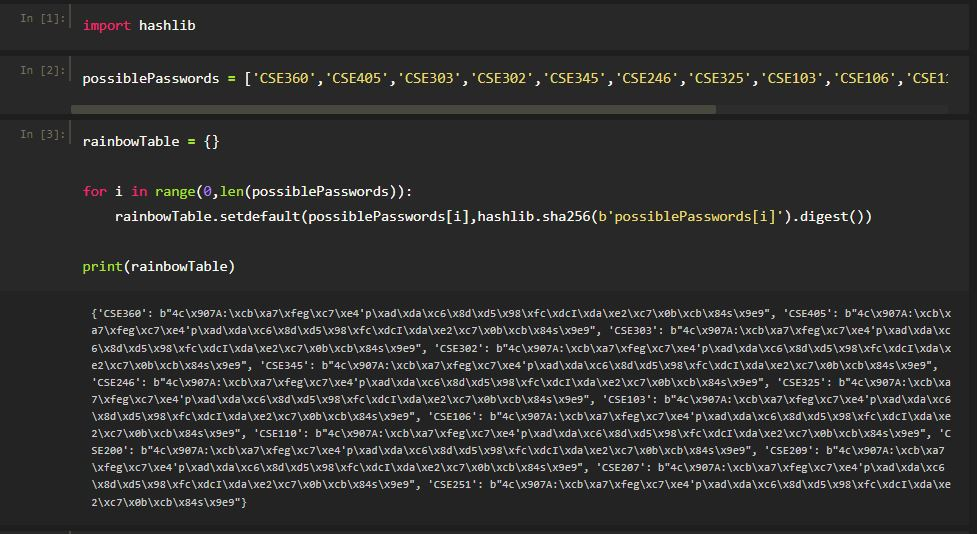 In [1]:
import hashlib
In [2]:
possiblePasswords = ['CSE360','CSE405','CSE303','CSE302','CSE345','CSE246','CSE325','CSE103','CSE106','CSE11
In [3]:
rainbowTable = {}
for i in range(0,len(possiblePasswords)):
rainbowTable.setdefault(possiblePasswords[i],hashlib.sha256(b'possiblePasswords[i]').digest())
print(rainbowTable)
{'CSE360': b"4c\x907A:\xcb\xa7\xfeg\xc7\xe4'p\xad\xda\xc6\x8d\xd5\x98\xfc\xdcI\xda\xe2\xc7\x0b\xcb\x84s\x9e9", 'CSE405': b"4c\x907A:\xcb\x
a7\xfeg\xc7\xe4'p\xad\xda\xc6\x8d\xd5\x98\xfc\xdcI\xda\xe2\xc7\x0b\xcb\x84s\x9e9", 'CSE303': b"4c\x907A:\xcb\xa7\xfeg\xc7\xe4'p\xad\xda\xc
6\x8d\xd5\x98\xfc\xdcI\xda\xe2\xc7\x0b\xcb\x84s\x9e9", 'CSE302': b"4c\x907A:\xcb\xa7\xfeg\xc7\xe4'p\xad\xda\xc6\x8d\xd5\x98\xfc\xdcI\xda\x
e2\xc7\x0b\xcb\x84s\x9e9", 'CSE345': b"4c\x907A:\xcb\xa7\xfeg\xc7\xe4'p\xad\xda\xc6\x8d\xd5\x98\xfc\xdcI\xda\xe2\xc7\x0b\xcb\x84s\x9e9",
'CSE246': b"4c\x907A:\xcb\xa7\xfeg\xc7\xe4'p\xad\xda\xc6\x8d\xd5\x98\xfc\xdcI\xda\xe2\xc7\x0b\xcb\x84s\x9e9", 'CSE325': b"4c\x907A:\xcb\xa
7\xfeg\xc7\xe4'p\xad\xda\xc6\x8d\xd5\x98\xfc\xdcI\xda\xe2\xc7\x0b\xcb\x84s\x9e9", 'CSE103': b"4c\x907A:\xcb\xa7\xfeg\xc7\xe4'p\xad\xda\xc6
\x8d\xd5\x98\xfc\xdcI\xda\xe2\xc7\x0b\xcb\x84s\x9e9", 'CSE106': b"4c\x907A:\xcb\xa7\xfeg\xc7\xe4'p\xad\xda\xc6\x8d\xd5\x98\xfc\xdcI\xda\xe
2\xc7\x0b\xcb\x84s\x9e9", 'CSE110': b"4c\x907A:\xcb\xa7\xfeg\xc7\xe4'p\xad\xda\xc6\x8d\xd5\x98\xfc\xdcI\xda\xe2\xc7\x0b\xcb\x84s\x9e9", 'C
SE200': b"4c\x907A:\xcb\xa7\xfeg\xc7\xe4'p\xad\xda\xc6\x8d\xd5\x98\xfc\xdcI\xda\xe2\xc7\x0b\xcb\x84s\x9e9", 'CSE209': b"4c\x907A:\xcb\xa7
\xfeg\xc7\xe4'p\xad\xda\xc6\x8d\xd5\x98\xfc\xdcI\xda\xe2\xc7\x0b\xcb\x84s\x9e9", 'CSE207': b"4c\x907A:\xcb\xa7\xfeg\xc7\xe4'p\xad\xda\xc6
\x8d\xd5\x98\xfc\xdcI\xda\xe2\xc7\x0b\xcb\x84s\x9e9", 'CSE251': b"4c\x907A:\xcb\xa7\xfeg\xc7\xe4'p\xad\xda\xc6\x8d\xd5\x98\xfc\xdcI\xda\xe
2\xc7\x0b\xcb\x84s\x9e9"}